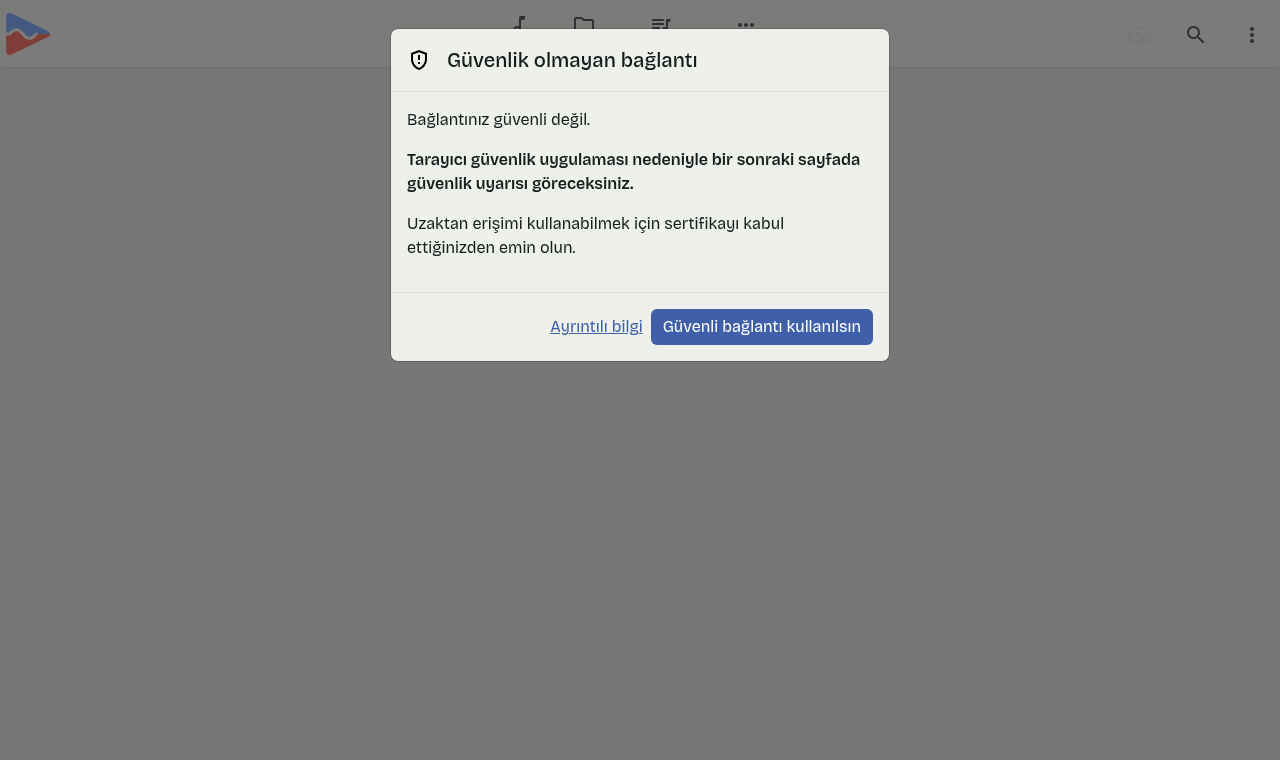 Güvenlik olmayan bağlantı
Bağlantınız güvenli değil.
Tarayıcı güvenlik uygulaması nedeniyle bir sonraki sayfada
güvenlik uyarısı göreceksiniz.
Uzaktan erişimi kullanabilmek için sertifikayı kabul
ettiğinizden emin olun.
Ayrıntılı bilgi
Güvenli bağlantı kullanılsın